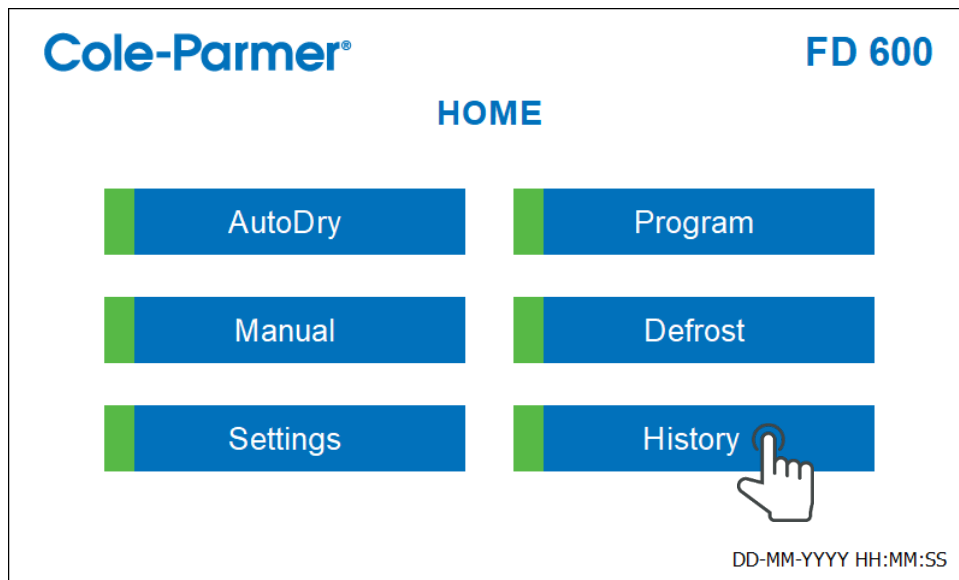 Cole-Parmer® FD 600
HOME
AutoDry Program
Manual Defrost
Settings History
DD-MM-YYYY HH:MM:SS